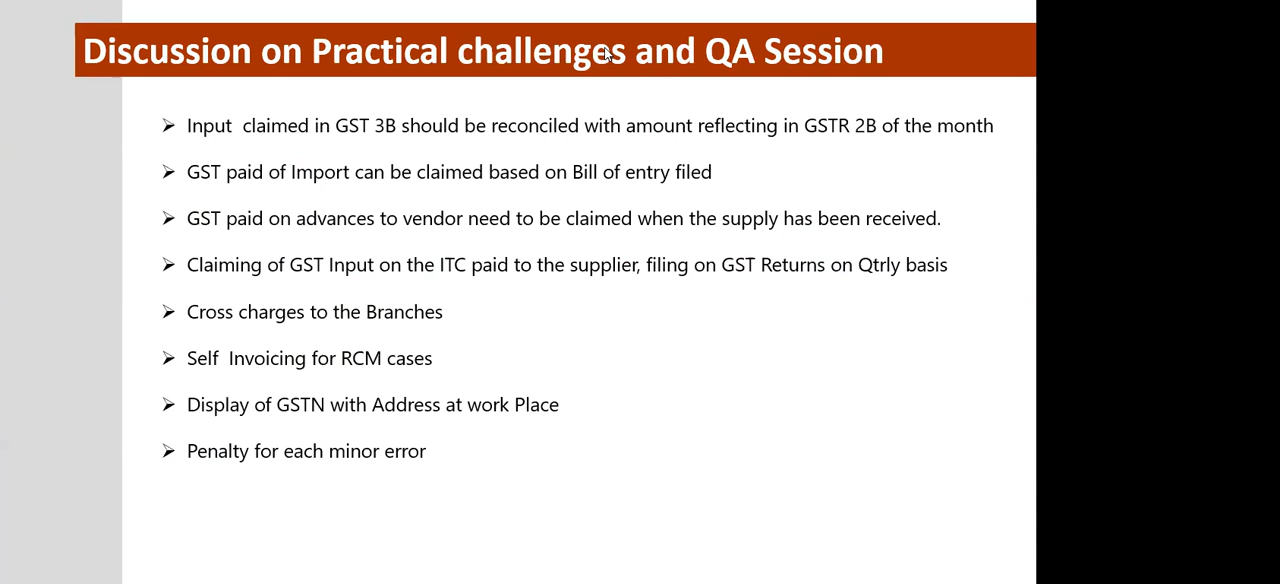 Discussion on Practical challenges and QA Session
➢ Input claimed in GST 3B should be reconciled with amount reflecting in GSTR 2B of the month
➢ GST paid of Import can be claimed based on Bill of entry filed
➢ GST paid on advances to vendor need to be claimed when the supply has been received.
➢ Claiming of GST Input on the ITC paid to the supplier, filing on GST Returns on Qtrly basis
➢ Cross charges to the Branches
➢ Self Invoicing for RCM cases
➢ Display of GSTN with Address at work Place
➢ Penalty for each minor error